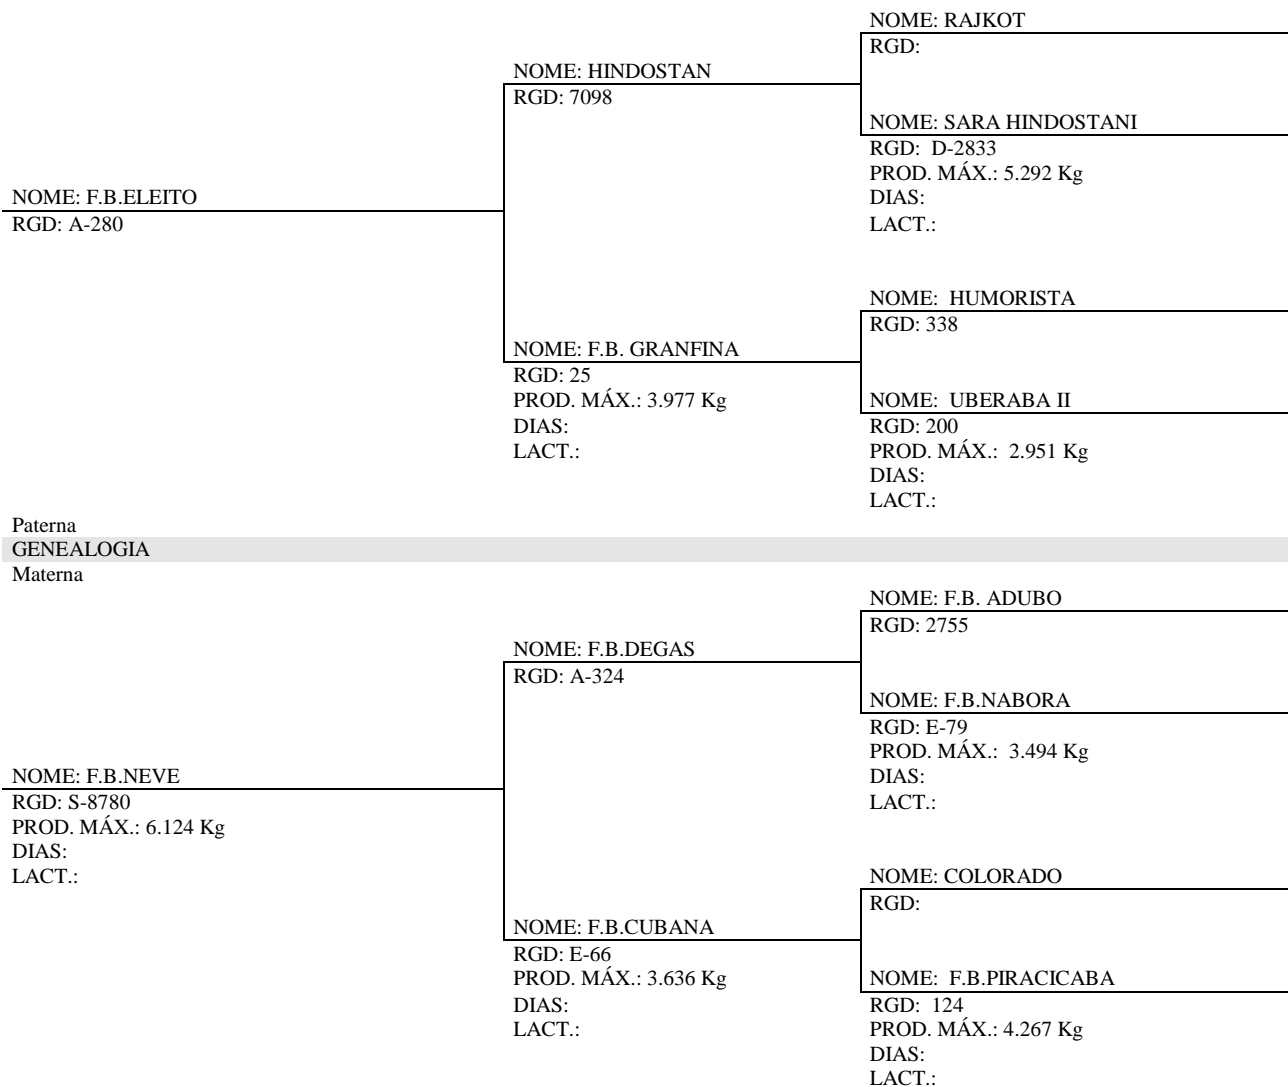 NOME: RAJKOT
RGD:
NOME: HINDOSTAN
RGD: 7098
NOME: SARA HINDOSTANI
RGD:  D-2833
PROD. MÁX.: 5.292 Kg
DIAS:
LACT.:
NOME: F.B.ELEITO
RGD: A-280
NOME:  HUMORISTA
RGD: 338
NOME: F.B. GRANFINA
RGD: 25
PROD. MÁX.: 3.977 Kg
DIAS:
LACT.:
NOME:  UBERABA II
RGD: 200
PROD. MÁX.:  2.951 Kg
DIAS:
LACT.:
Paterna
GENEALOGIA
Materna
NOME: F.B. ADUBO
RGD: 2755
NOME: F.B.DEGAS
RGD: A-324
NOME: F.B.NABORA
RGD: E-79
PROD. MÁX.:  3.494 Kg
DIAS:
LACT.:
NOME: F.B.NEVE
RGD: S-8780
PROD. MÁX.: 6.124 Kg
DIAS:
LACT.:
NOME: COLORADO
RGD:
NOME: F.B.CUBANA
RGD: E-66
PROD. MÁX.: 3.636 Kg
DIAS:
LACT.:
NOME:  F.B.PIRACICABA
RGD:  124
PROD. MÁX.: 4.267 Kg
DIAS:
LACT.: